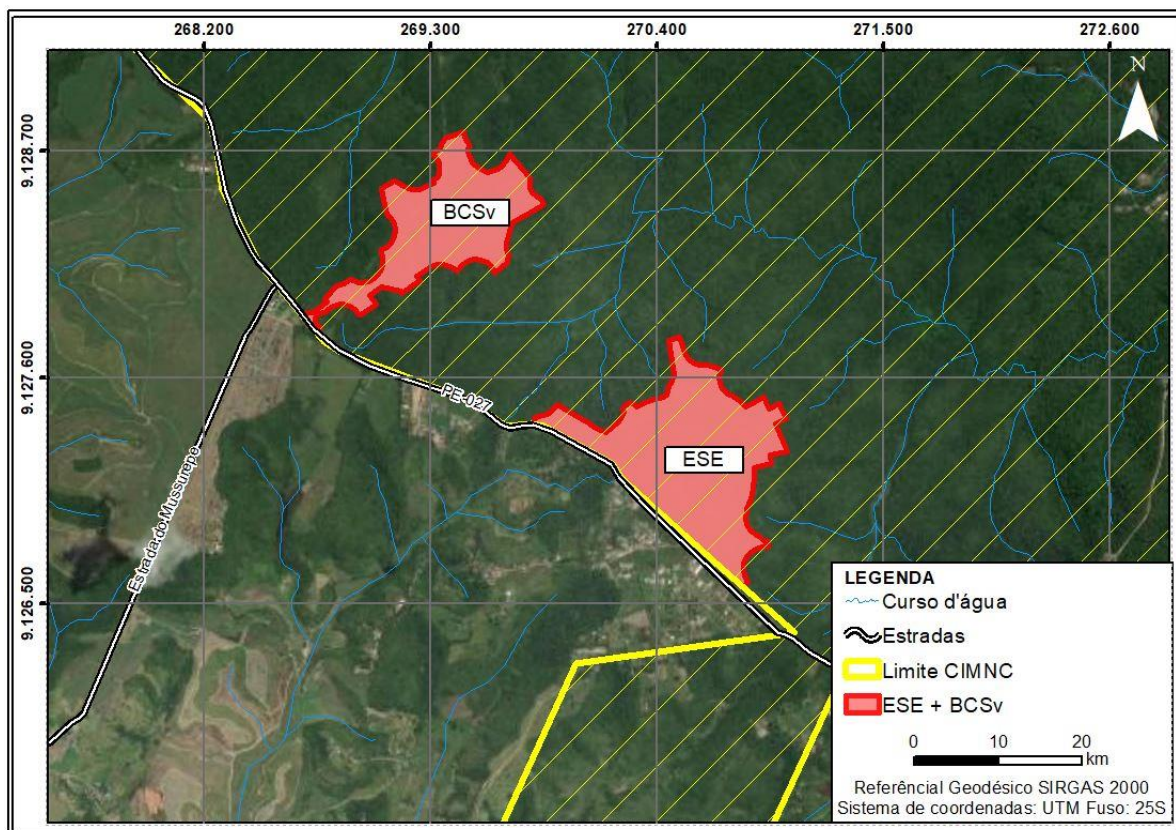 268.200 269.300 270.400 271.500 272.600
N
9.128.700
BCSv
9.127.600
PE-027
ESE
Estrada do Mussurepe
9.126.500
LEGENDA
Curso d'água
Estradas
Limite CIMNC
ESE + BCSv
0 10 20
km
Referêncial Geodésico SIRGAS 2000
Sistema de coordenadas: UTM Fuso: 25S